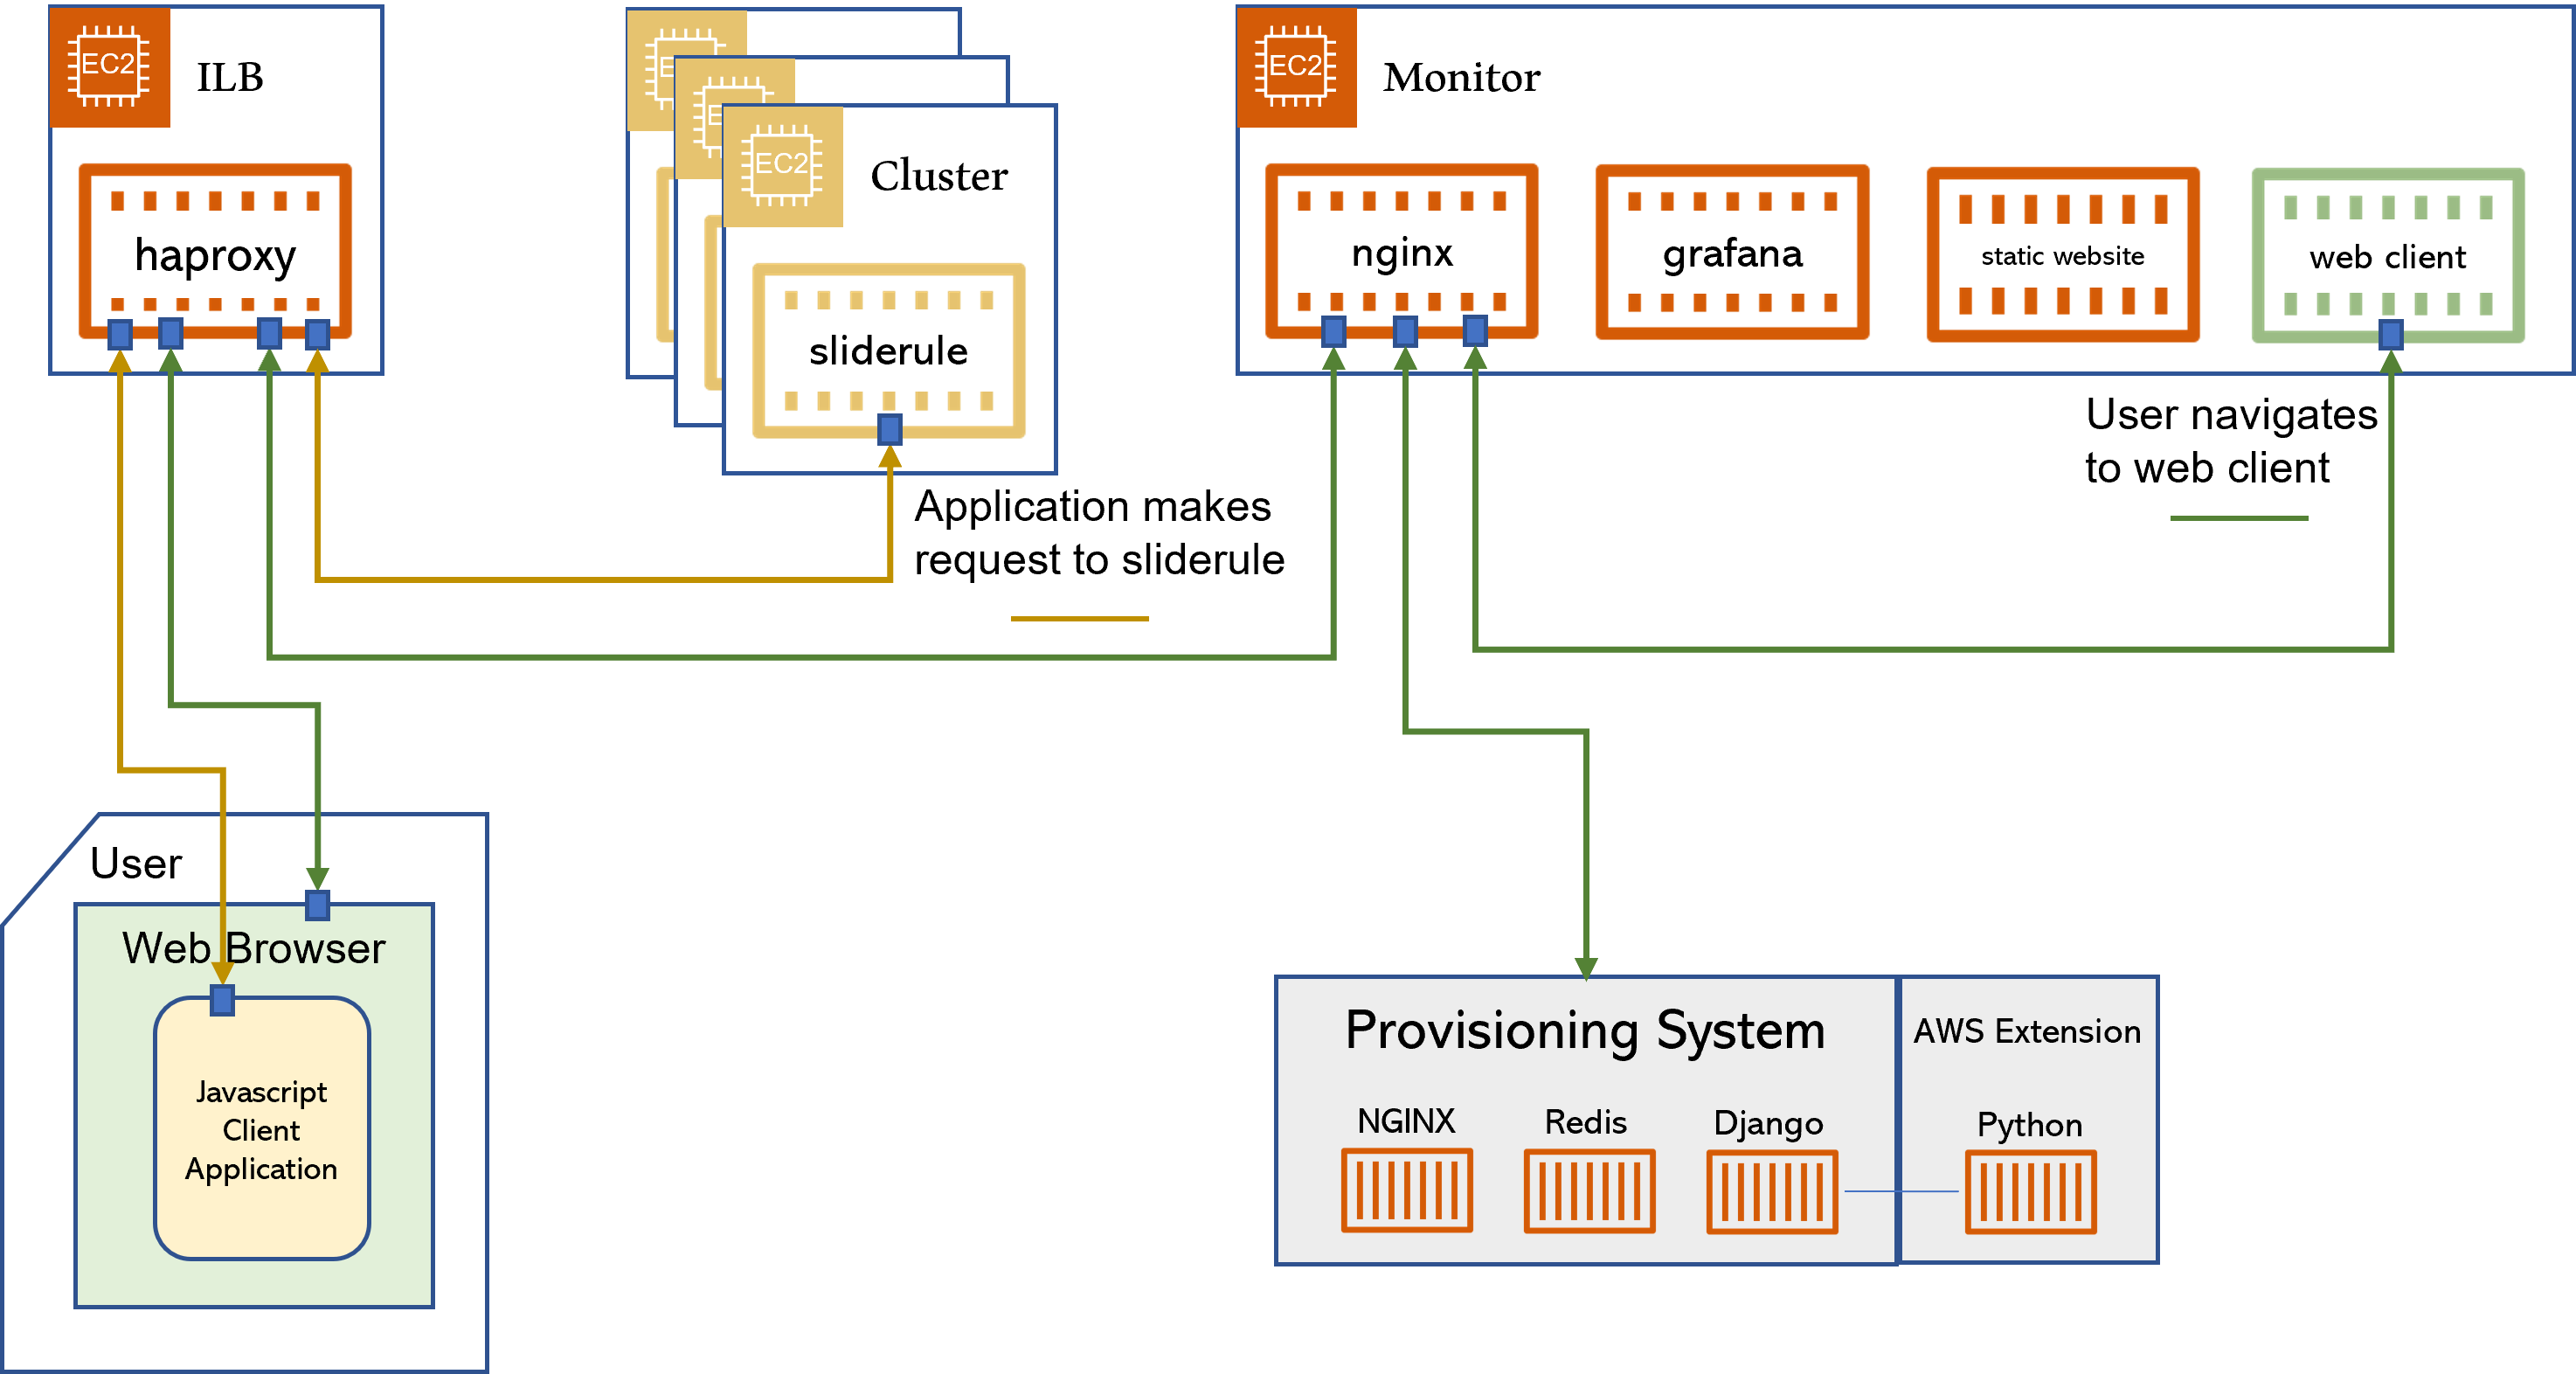 EC2
ILB
haproxy
E
E
EC2
Cluster
sliderule
EC2
Monitor
nginx
grafana
static website
web client
User navigates
to web client
Application makes
request to sliderule
User
Web Browser
Javascript
Client
Application
Provisioning System
AWS Extension
NGINX
Redis
Django
Python